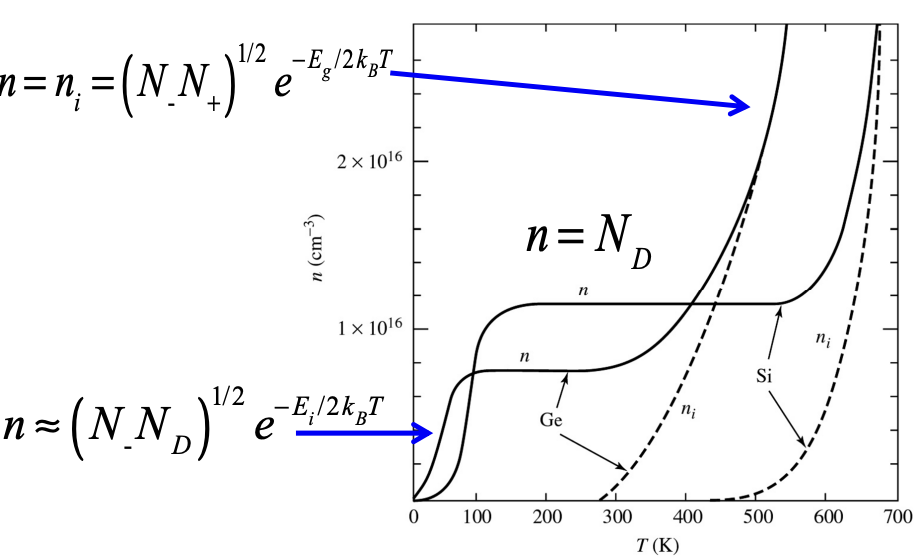 n = n_i = (N_- N_+)^{1/2} e^{-E_g/2k_BT}
2 × 10^{16}
n (cm^{-3})
n = N_D
n
1 × 10^{16}
n_i
n
Si
n ≈ (N_- N_D)^{1/2} e^{-E_i/2k_BT}
Ge
n_i
0 100 200 300 400 500 600 700
T (K)